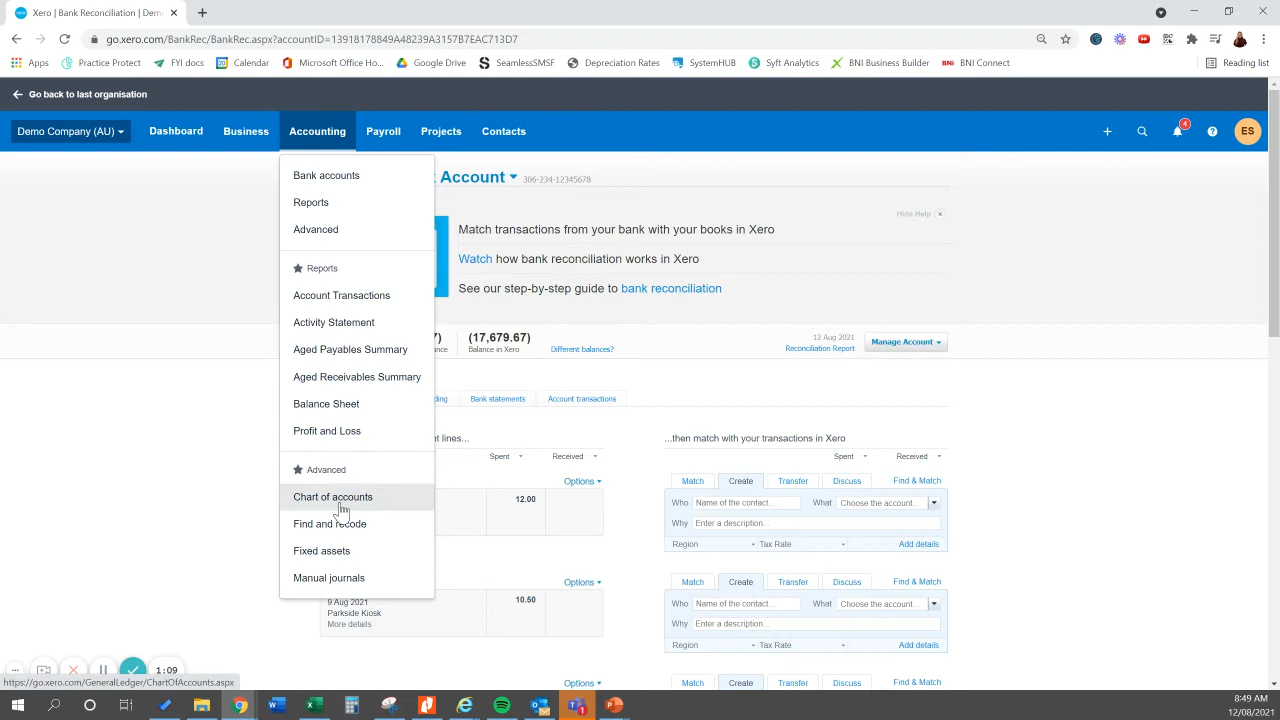 Xero | Bank Reconciliation | Dem
go.xero.com/BankRec/BankRec.aspx?accountID=13918178849A48239A3157B7EAC713D7
Apps
Practice Protect
FYI docs
Calendar
Microsoft Office Ho...
Google Drive
SeamlessSMSF
Depreciation Rates
SystemHUB
Syft Analytics
BNI Business Builder
BNI Connect
Reading list
Go back to last organisation
Demo Company (AU)
Dashboard
Business
Accounting
Payroll
Projects
Contacts
4
ES
Bank accounts
Reports
Advanced
Reports
Account Transactions
Activity Statement
Aged Payables Summary
Aged Receivables Summary
Balance Sheet
Profit and Loss
Advanced
Chart of accounts
Find and recode
Fixed assets
Manual journals
Account
306-234-12345678
Hide Help
Match transactions from your bank with your books in Xero
Watch how bank reconciliation works in Xero
See our step-by-step guide to bank reconciliation
(17,679.67)
Balance in Xero
Different balances?
12 Aug 2021
Reconciliation Report
Manage Account
Bank statements
Account transactions
nt lines...
...then match with your transactions in Xero
Spent
Received
Spent
Received
Options
Match
Create
Transfer
Discuss
Find & Match
12.00
Who
Name of the contact...
What
Choose the account...
Why
Enter a description...
Region
Tax Rate
Add details
Options
Match
Create
Transfer
Discuss
Find & Match
9 Aug 2021
Parkside Kiosk
More details
10.50
Who
Name of the contact...
What
Choose the account...
Why
Enter a description...
Region
Tax Rate
Add details
Match
Create
Transfer
Discuss
Find & Match
1:09
https://go.xero.com/GeneralLedger/ChartOfAccounts.aspx
8:49 AM
12/08/2021